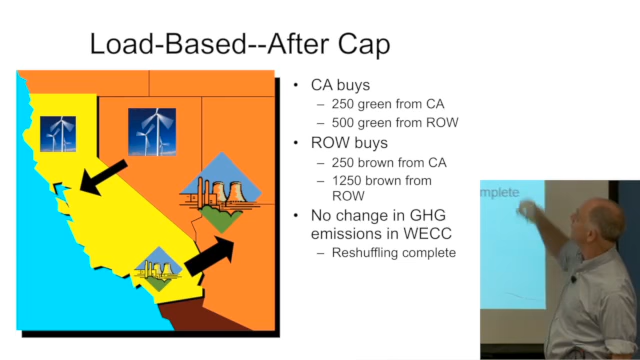 Load-Based--After Cap
• CA buys
– 250 green from CA
– 500 green from ROW
• ROW buys
– 250 brown from CA
– 1250 brown from
ROW
• No change in GHG
emissions in WECC
– Reshuffling complete
mplete